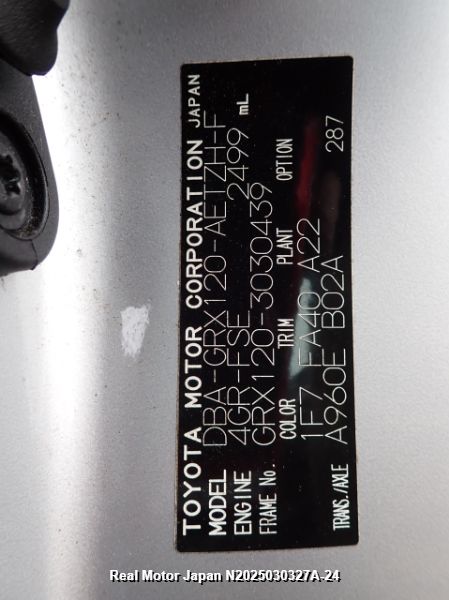 TOYOTA MOTOR CORPORATION JAPAN
MODEL DBA-GRX120-AETZH-F
ENGINE 4GR-FSE 2499 mL
FRAME No. GRX120-3030439
COLOR TRIM PLANT OPTION
1F7 FA40 A22 287
TRANS./AXLE A960E B02A
Real Motor Japan N2025030327A-24